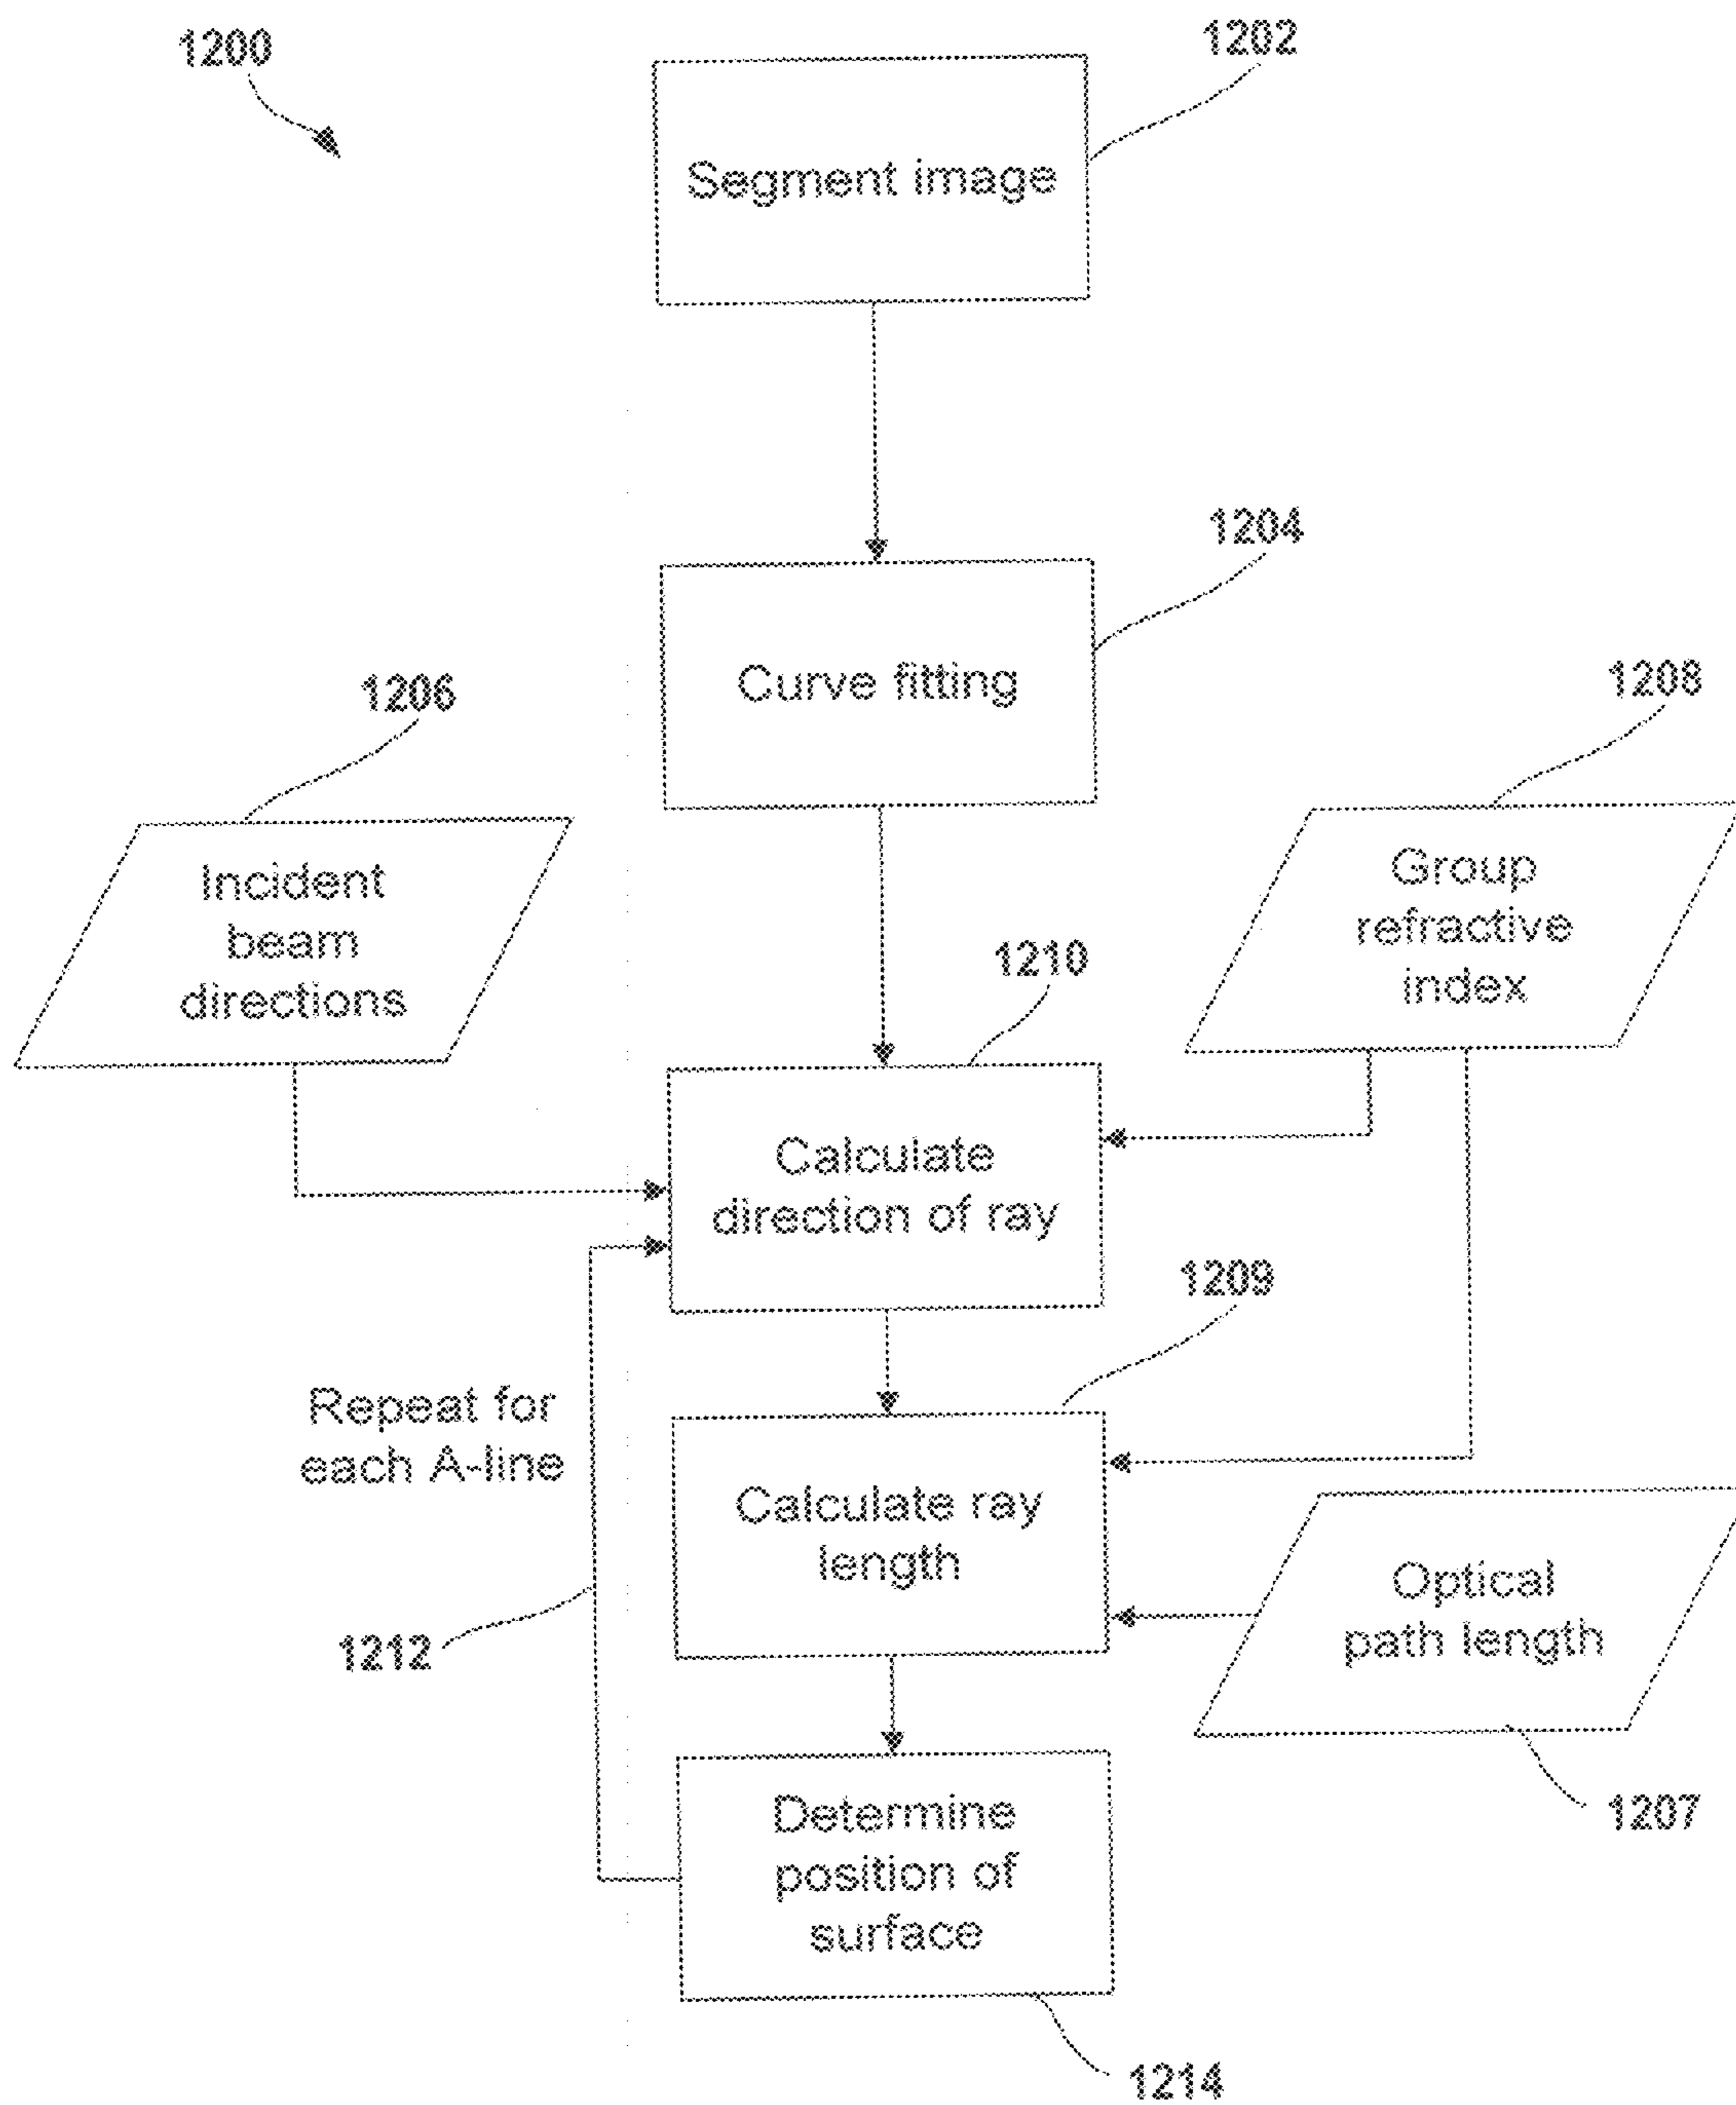 1200
1202
Segment image
1204
Curve fitting
1206
Incident
beam
directions
1208
Group
refractive
index
1210
Calculate
direction of ray
1209
Repeat for
each A-line
Calculate ray
length
1212
Optical
path length
1207
Determine
position of
surface
1214